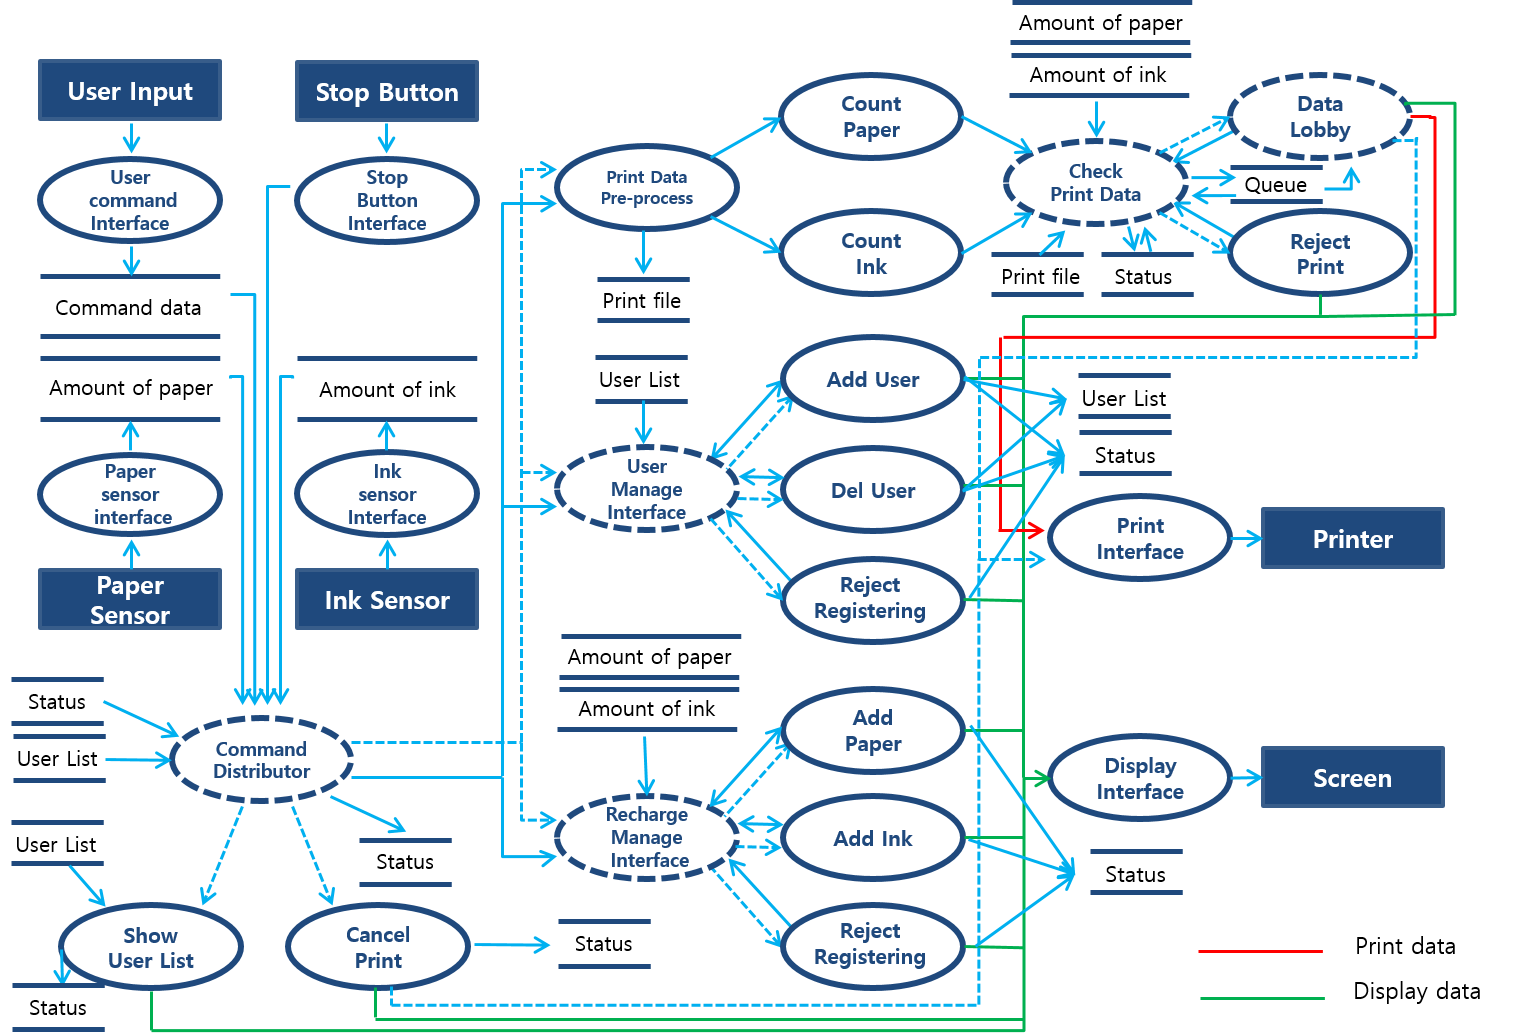 Amount of paper
Amount of ink
User Input
Stop Button
Count
Paper
Data
Lobby
User
command
Interface
Stop
Button
Interface
Print Data
Pre-process
Check
Print Data
Queue
Count
Ink
Reject
Print
Command data
Print file
Print file
Status
Amount of paper
Amount of ink
User List
Add User
User List
Status
Paper
sensor
interface
Ink
sensor
Interface
User
Manage
Interface
Del User
Print
Interface
Printer
Paper
Sensor
Ink Sensor
Reject
Registering
Amount of paper
Amount of ink
Status
User List
Command
Distributor
Add
Paper
Display
Interface
Screen
User List
Status
Recharge
Manage
Interface
Add Ink
Status
Show
User List
Cancel
Print
Status
Reject
Registering
Status
Print data
Display data